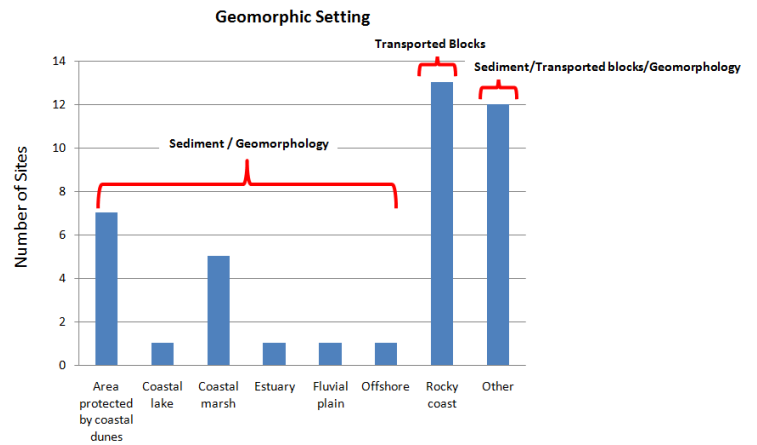 Geomorphic Setting
Transported Blocks
Sediment/Transported blocks/Geomorphology
Sediment / Geomorphology
Number of Sites
14
12
10
8
6
4
2
0
Area
protected
by coastal
dunes
Coastal
lake
Coastal
marsh
Estuary
Fluvial
plain
Offshore
Rocky
coast
Other